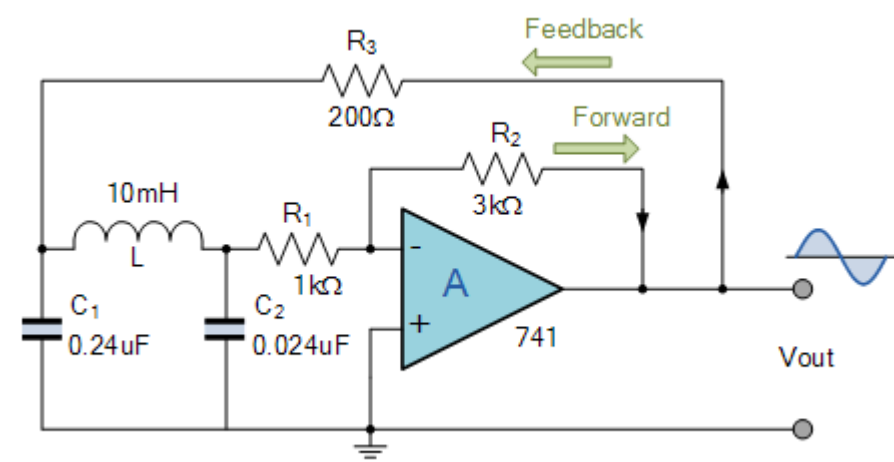 Feedback
R3
200Ω
Forward
R2
3kΩ
10mH
L
R1
1kΩ
-
A
+
741
C1
0.24uF
C2
0.024uF
Vout